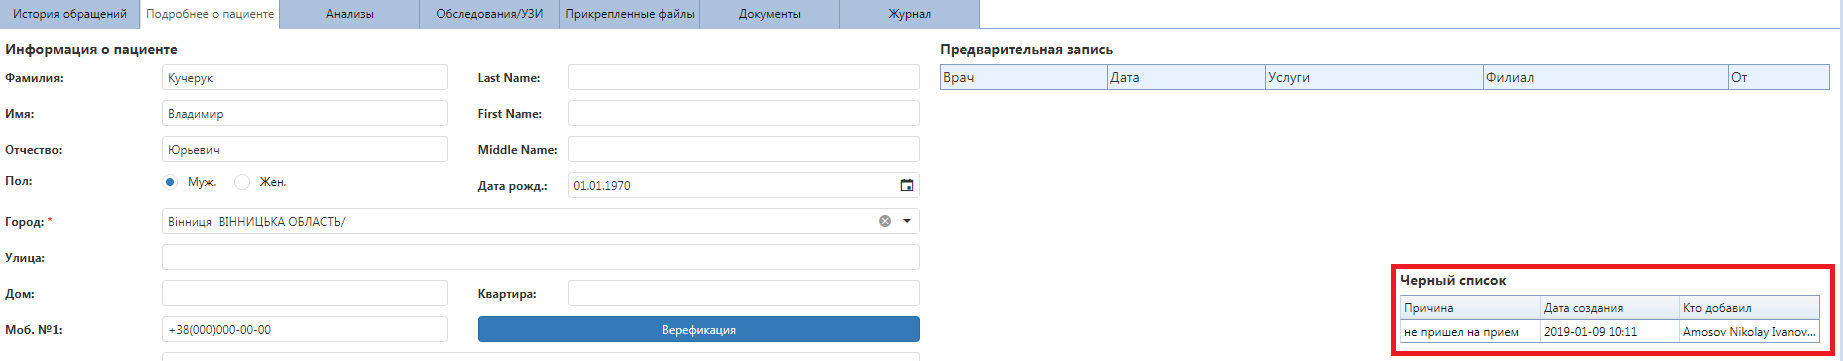 История обращений Подробнее о пациенте Анализы Обследования/УЗИ Прикрепленные файлы Документы Журнал
Информация о пациенте
Фамилия: Кучерук Last Name:
Имя: Владимир First Name:
Отчество: Юрьевич Middle Name:
Пол: Муж. Жен. Дата рожд.: 01.01.1970
Город: * Вінниця ВІННИЦЬКА ОБЛАСТЬ/
Улица:
Дом: Квартира:
Моб. №1: +38(000)000-00-00 Верефикация
Предварительная запись
Врач Дата Услуги Филиал От
Черный список
Причина Дата создания Кто добавил
не пришел на прием 2019-01-09 10:11 Amosov Nikolay Ivanov...